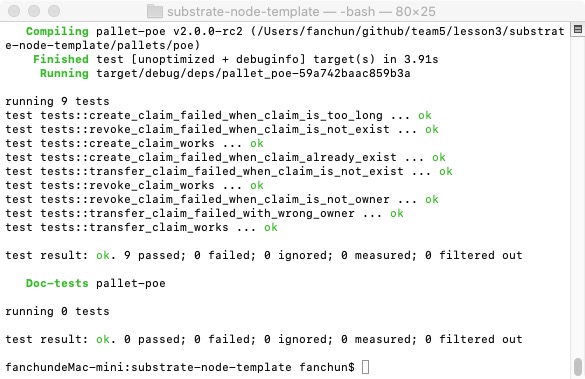 substrate-node-template — -bash — 80×25
Compiling pallet-poe v2.0.0-rc2 (/Users/fanchun/github/team5/lesson3/substrat
e-node-template/pallets/poe)
Finished test [unoptimized + debuginfo] target(s) in 3.91s
Running target/debug/deps/pallet_poe-59a742baac859b3a
running 9 tests
test tests::create_claim_failed_when_claim_is_too_long ... ok
test tests::revoke_claim_failed_when_claim_is_not_exist ... ok
test tests::create_claim_works ... ok
test tests::create_claim_failed_when_claim_already_exist ... ok
test tests::transfer_claim_failed_when_claim_is_not_exist ... ok
test tests::revoke_claim_works ... ok
test tests::revoke_claim_failed_when_claim_is_not_owner ... ok
test tests::transfer_claim_failed_with_wrong_owner ... ok
test tests::transfer_claim_works ... ok
test result: ok. 9 passed; 0 failed; 0 ignored; 0 measured; 0 filtered out
Doc-tests pallet-poe
running 0 tests
test result: ok. 0 passed; 0 failed; 0 ignored; 0 measured; 0 filtered out
fanchundeMac-mini:substrate-node-template fanchun$